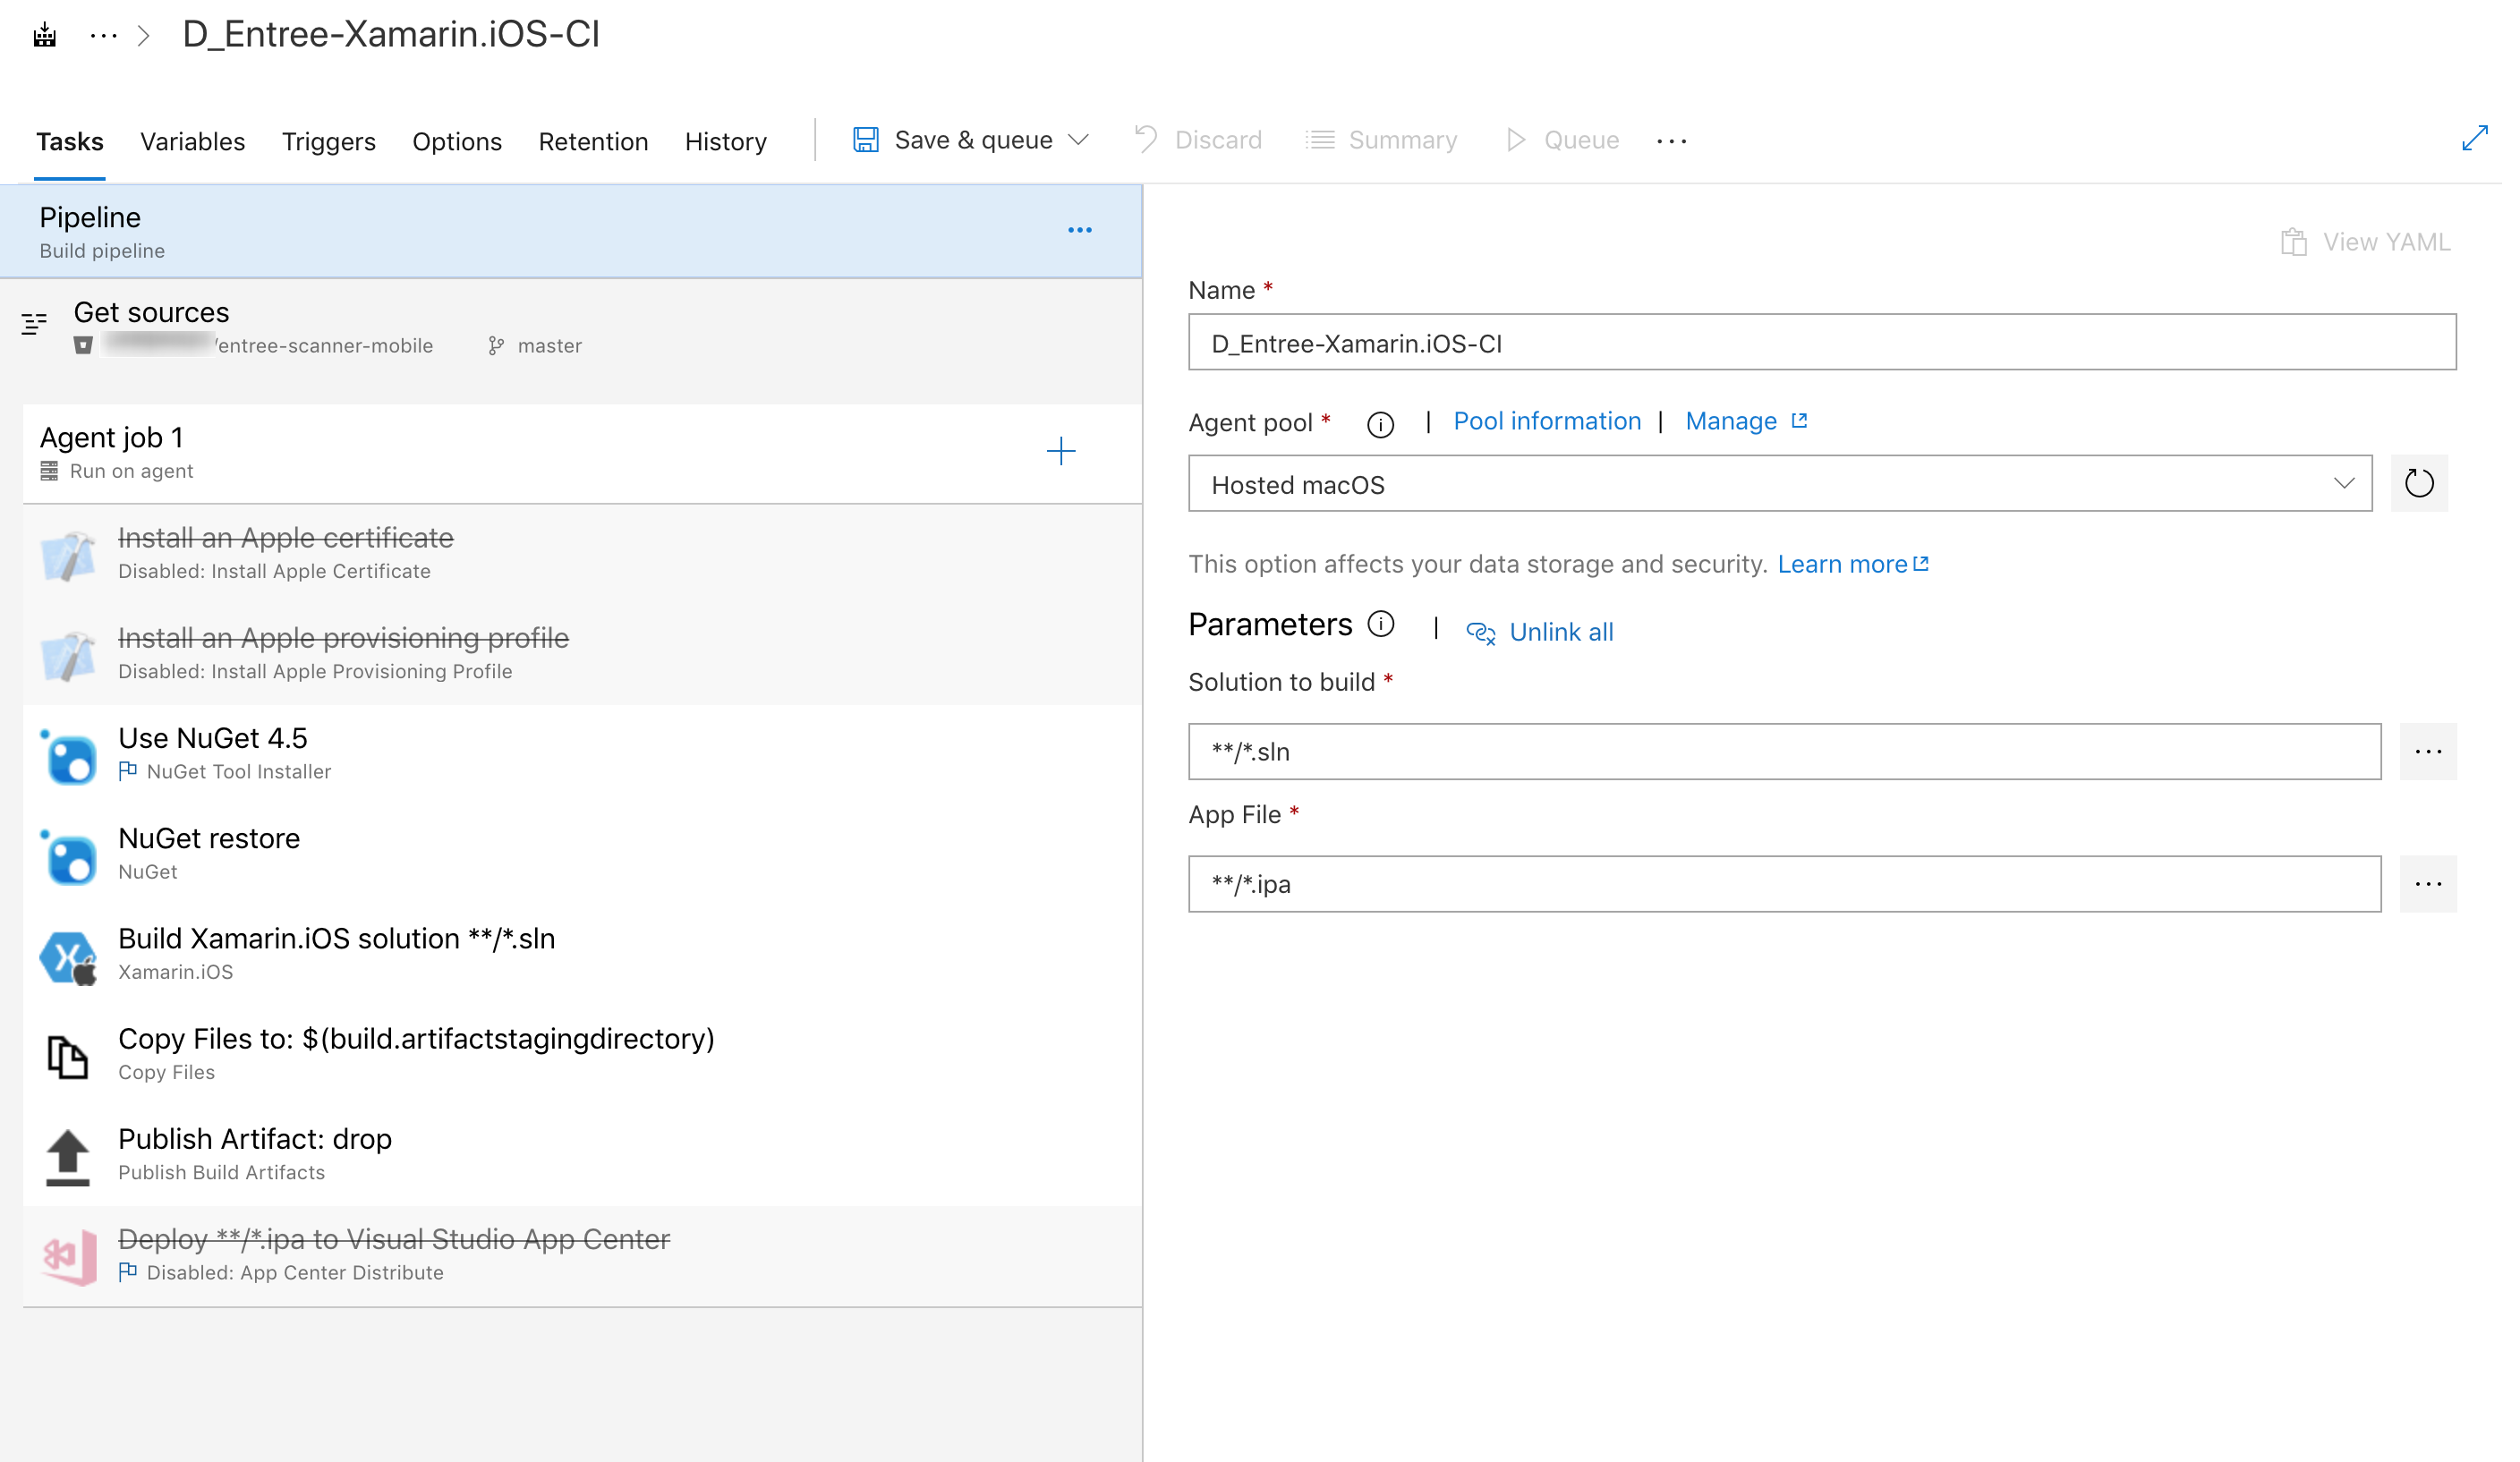 D_Entree-Xamarin.iOS-CI
Tasks Variables Triggers Options Retention History Save & queue Discard Summary Queue
Pipeline
Build pipeline
Get sources
/entree-scanner-mobile master
Agent job 1
Run on agent
Install an Apple certificate
Disabled: Install Apple Certificate
Install an Apple provisioning profile
Disabled: Install Apple Provisioning Profile
Use NuGet 4.5
NuGet Tool Installer
NuGet restore
NuGet
Build Xamarin.iOS solution **/*.sln
Xamarin.iOS
Copy Files to: $(build.artifactstagingdirectory)
Copy Files
Publish Artifact: drop
Publish Build Artifacts
Deploy **/*.ipa to Visual Studio App Center
Disabled: App Center Distribute
View YAML
Name *
D_Entree-Xamarin.iOS-CI
Agent pool * | Pool information | Manage
Hosted macOS
This option affects your data storage and security. Learn more
Parameters | Unlink all
Solution to build *
**/*.sln
App File *
**/*.ipa